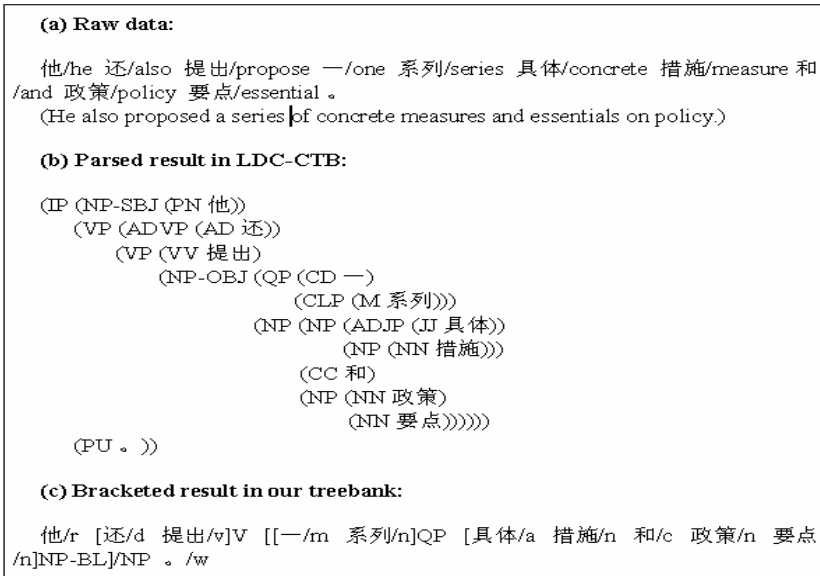 (a) Raw data:
他/he 还/also 提出/propose 一/one 系列/series 具体/concrete 措施/measure 和
/and 政策/policy 要点/essential 。
(He also proposed a series of concrete measures and essentials on policy.)
(b) Parsed result in LDC-CTB:
(IP (NP-SBJ (PN 他))
(VP (ADVP (AD 还))
(VP (VV 提出)
(NP-OBJ (QP (CD 一)
(CLP (M 系列)))
(NP (NP (ADJP (JJ 具体))
(NP (NN 措施)))
(CC 和)
(NP (NN 政策)
(NN 要点))))))
(PU 。))
(c) Bracketed result in our treebank:
他/r [还/d 提出/v]V [[一/m 系列/n]QP [具体/a 措施/n 和/c 政策/n 要点
/n]NP-BL]/NP 。/w